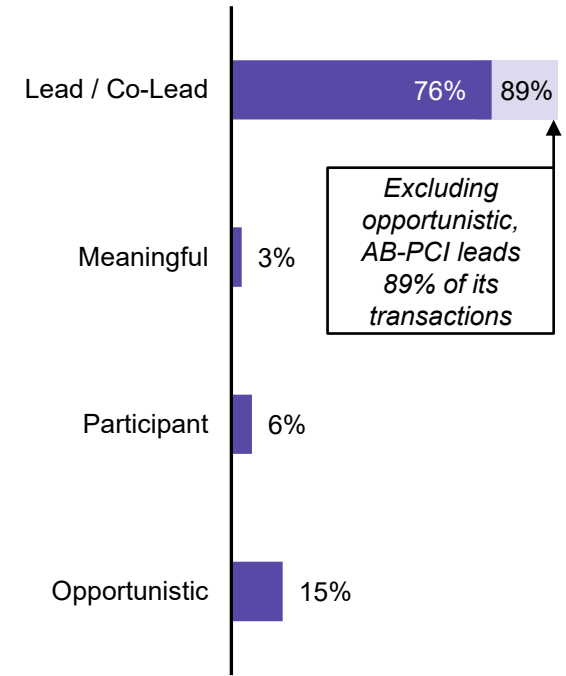 Lead / Co-Lead 76% 89%
Excluding
opportunistic,
AB-PCI leads
89% of its
transactions
Meaningful 3%
Participant 6%
Opportunistic 15%